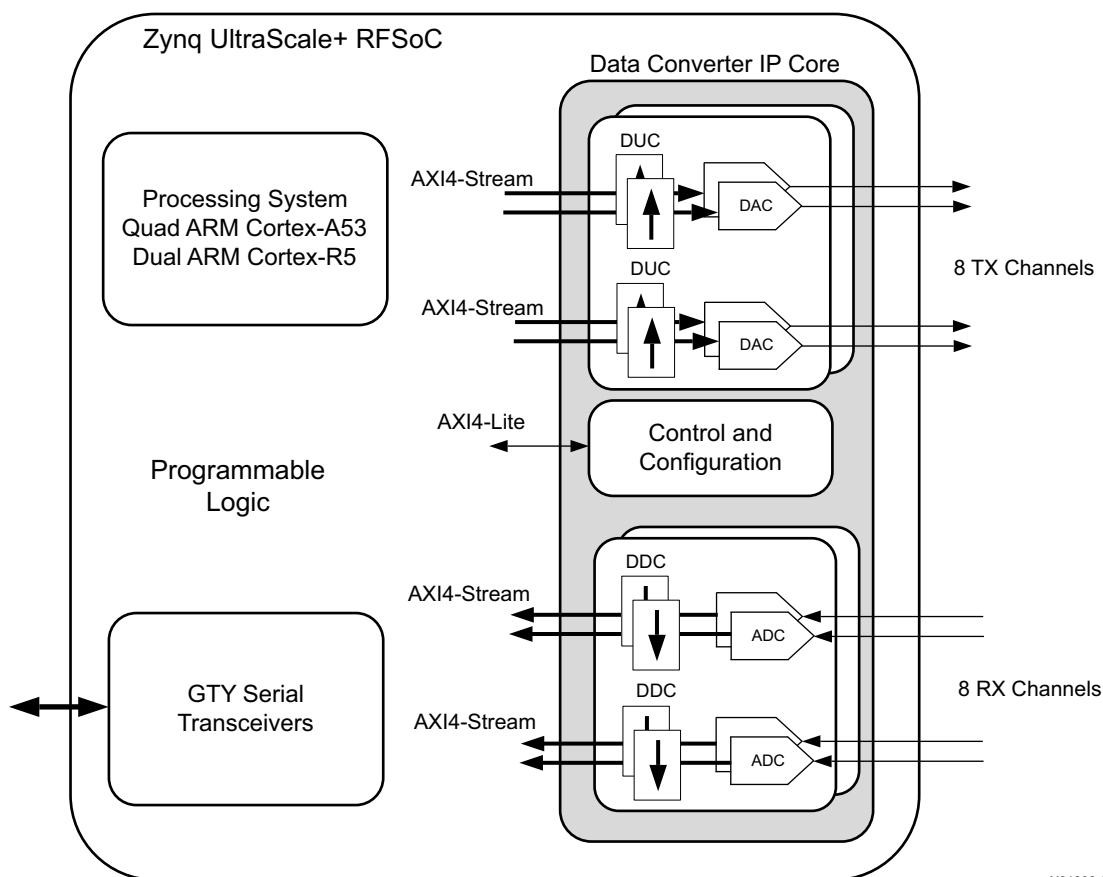 Zynq UltraScale+ RFSoC
Data Converter IP Core
Processing System
Quad ARM Cortex-A53
Dual ARM Cortex-R5
DUC
AXI4-Stream
DAC
DUC
AXI4-Stream
DAC
8 TX Channels
AXI4-Lite
Control and
Configuration
Programmable
Logic
DDC
AXI4-Stream
ADC
DDC
AXI4-Stream
ADC
8 RX Channels
GTY Serial
Transceivers